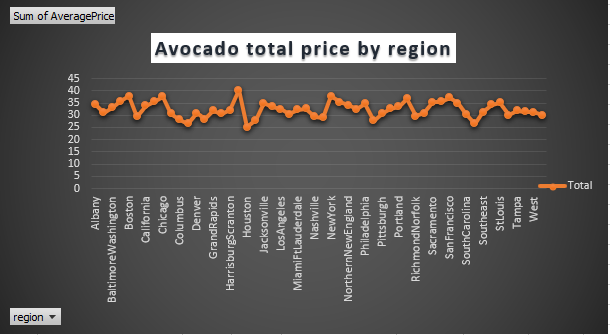 Sum of AveragePrice
Avocado total price by region
45
40
35
30
25
20
15
10
5
0
Albany
BaltimoreWashington
Boston
California
Chicago
Columbus
Denver
GrandRapids
HarrisburgScranton
Houston
Jacksonville
LosAngeles
MiamiFtLauderdale
Nashville
NewYork
NorthernNewEngland
Philadelphia
Pittsburgh
Portland
RichmondNorfolk
Sacramento
SanFrancisco
SouthCarolina
Southeast
StLouis
Tampa
West
Total
region